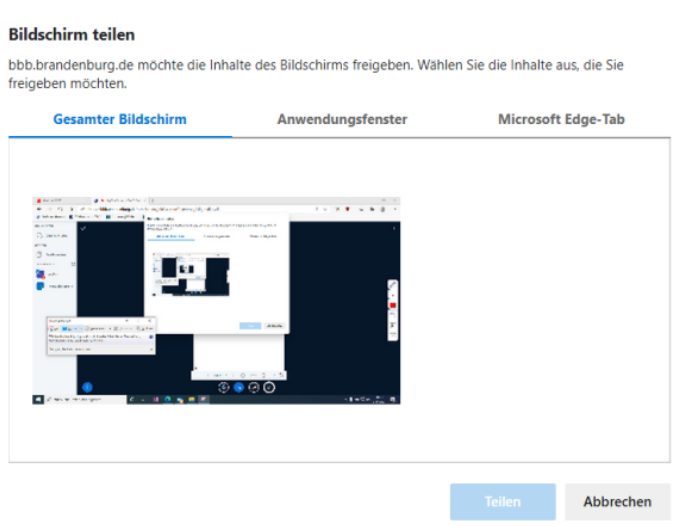 Bildschirm teilen
bbb.brandenburg.de möchte die Inhalte des Bildschirms freigeben. Wählen Sie die Inhalte aus, die Sie
freigeben möchten.
Gesamter Bildschirm Anwendungsfenster Microsoft Edge-Tab
Teilen Abbrechen